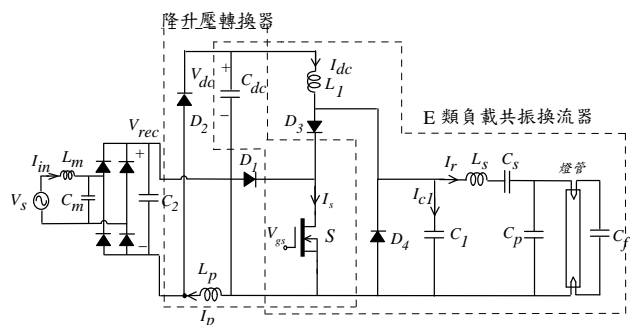 降升壓轉換器
+
V_dc
C_dc
I_dc
L_1
D_2
−
D_3
E 類負載共振換流器
V_rec
I_in
L_m
+
D_1
I_r
L_s
C_s
燈管
V_s
C_m
C_2
I_s
I_c1
V_gs
S
D_4
C_1
C_p
C_f
−
L_p
I_p